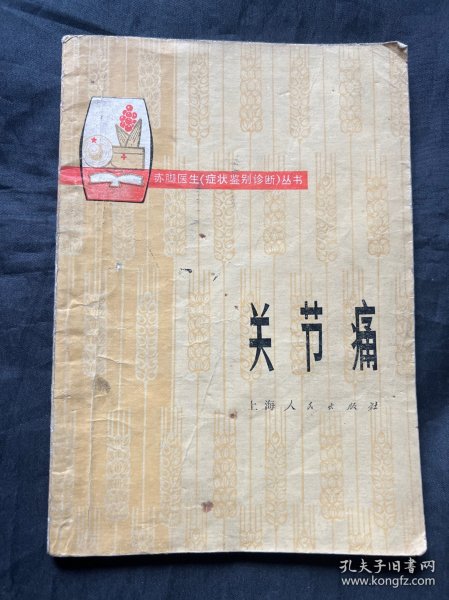 赤脚医生(症状鉴别诊断)丛书
关节痛
上海人民出版社
孔夫子旧书网
www.kongfz.com